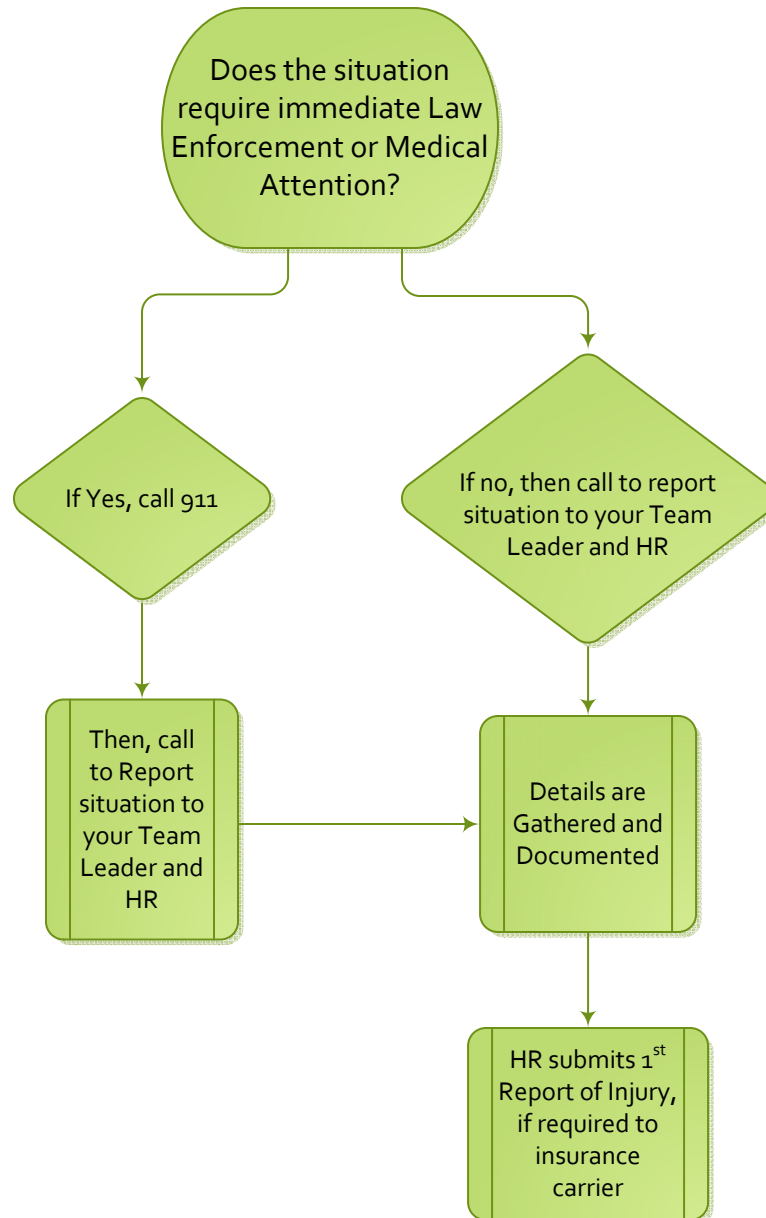 Does the situation
require immediate Law
Enforcement or Medical
Attention?
If Yes, call 911
If no, then call to report
situation to your Team
Leader and HR
Then, call
to Report
situation to
your Team
Leader and
HR
Details are
Gathered and
Documented
HR submits 1st
Report of Injury,
if required to
insurance
carrier